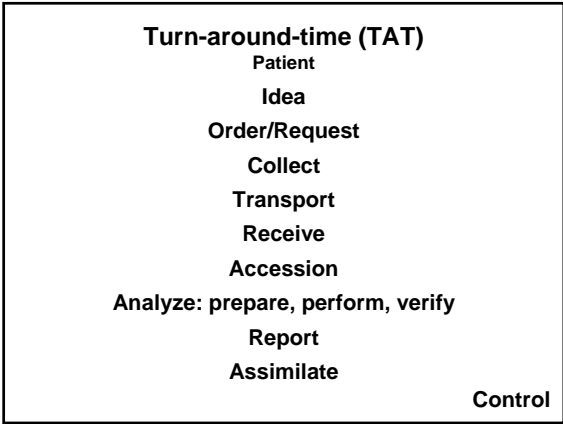 Turn-around-time (TAT)
Patient
Idea
Order/Request
Collect
Transport
Receive
Accession
Analyze: prepare, perform, verify
Report
Assimilate
Control